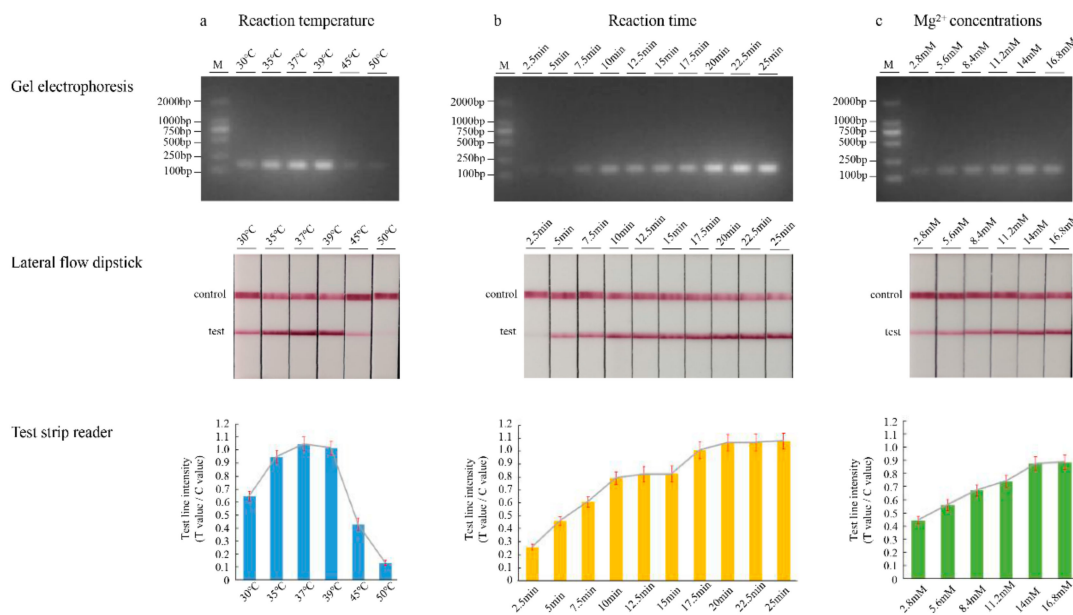 a Reaction temperature
b Reaction time
c Mg²⁺ concentrations
Gel electrophoresis
M 30℃ 35℃ 37℃ 39℃ 45℃ 50℃
2000bp
1000bp
750bp
500bp
250bp
100bp
M 2.5min 5min 7.5min 10min 12.5min 15min 17.5min 20min 22.5min 25min
2000bp
1000bp
750bp
500bp
250bp
100bp
M 2.8mM 5.6mM 8.4mM 11.2mM 14mM 16.8mM
2000bp
1000bp
750bp
500bp
250bp
100bp
Lateral flow dipstick
30℃ 35℃ 37℃ 39℃ 45℃ 50℃
control
test
2.5min 5min 7.5min 10min 12.5min 15min 17.5min 20min 22.5min 25min
control
test
2.8mM 5.6mM 8.4mM 11.2mM 14mM 16.8mM
control
test
Test strip reader
Test line intensity
(T value / C value)
1.2
1.1
1.0
0.9
0.8
0.7
0.6
0.5
0.4
0.3
0.2
0.1
0
30℃ 35℃ 37℃ 39℃ 45℃ 50℃
Test line intensity
(T value / C value)
1.2
1.1
1.0
0.9
0.8
0.7
0.6
0.5
0.4
0.3
0.2
0.1
0
2.5min 5min 7.5min 10min 12.5min 15min 17.5min 20min 22.5min 25min
Test line intensity
(T value / C value)
1.2
1.1
1.0
0.9
0.8
0.7
0.6
0.5
0.4
0.3
0.2
0.1
0
2.8mM 5.6mM 8.4mM 11.2mM 14mM 16.8mM